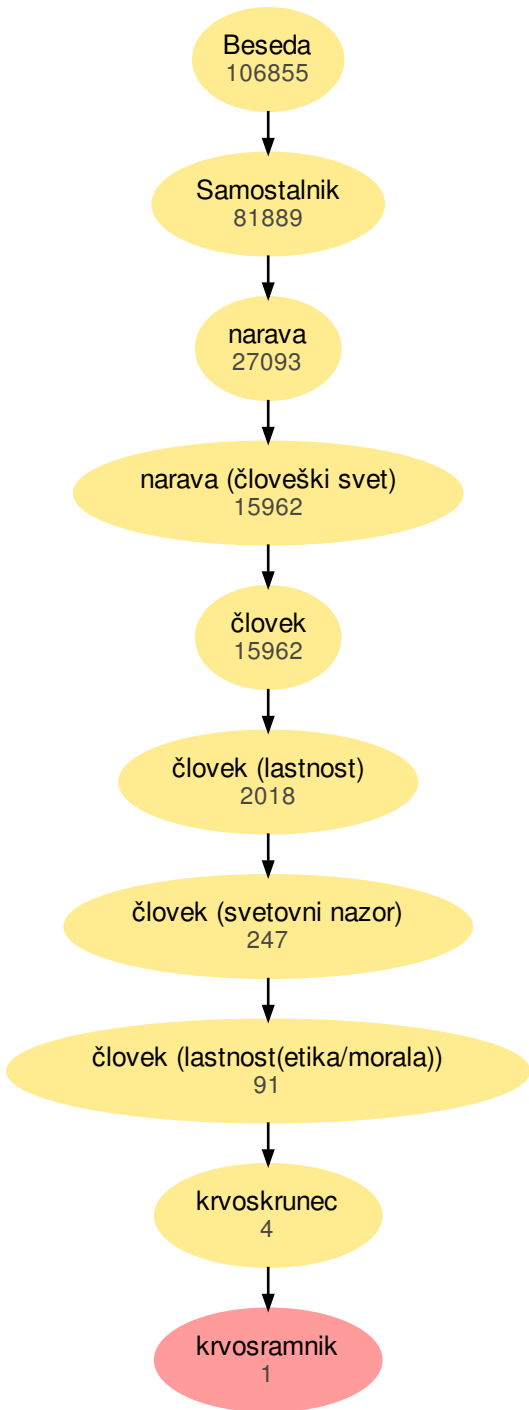 Beseda
106855
Samostalnik
81889
narava
27093
narava (človeški svet)
15962
človek
15962
človek (lastnost)
2018
človek (svetovni nazor)
247
človek (lastnost(etika/morala))
91
krvoskrunec
4
krvosramnik
1